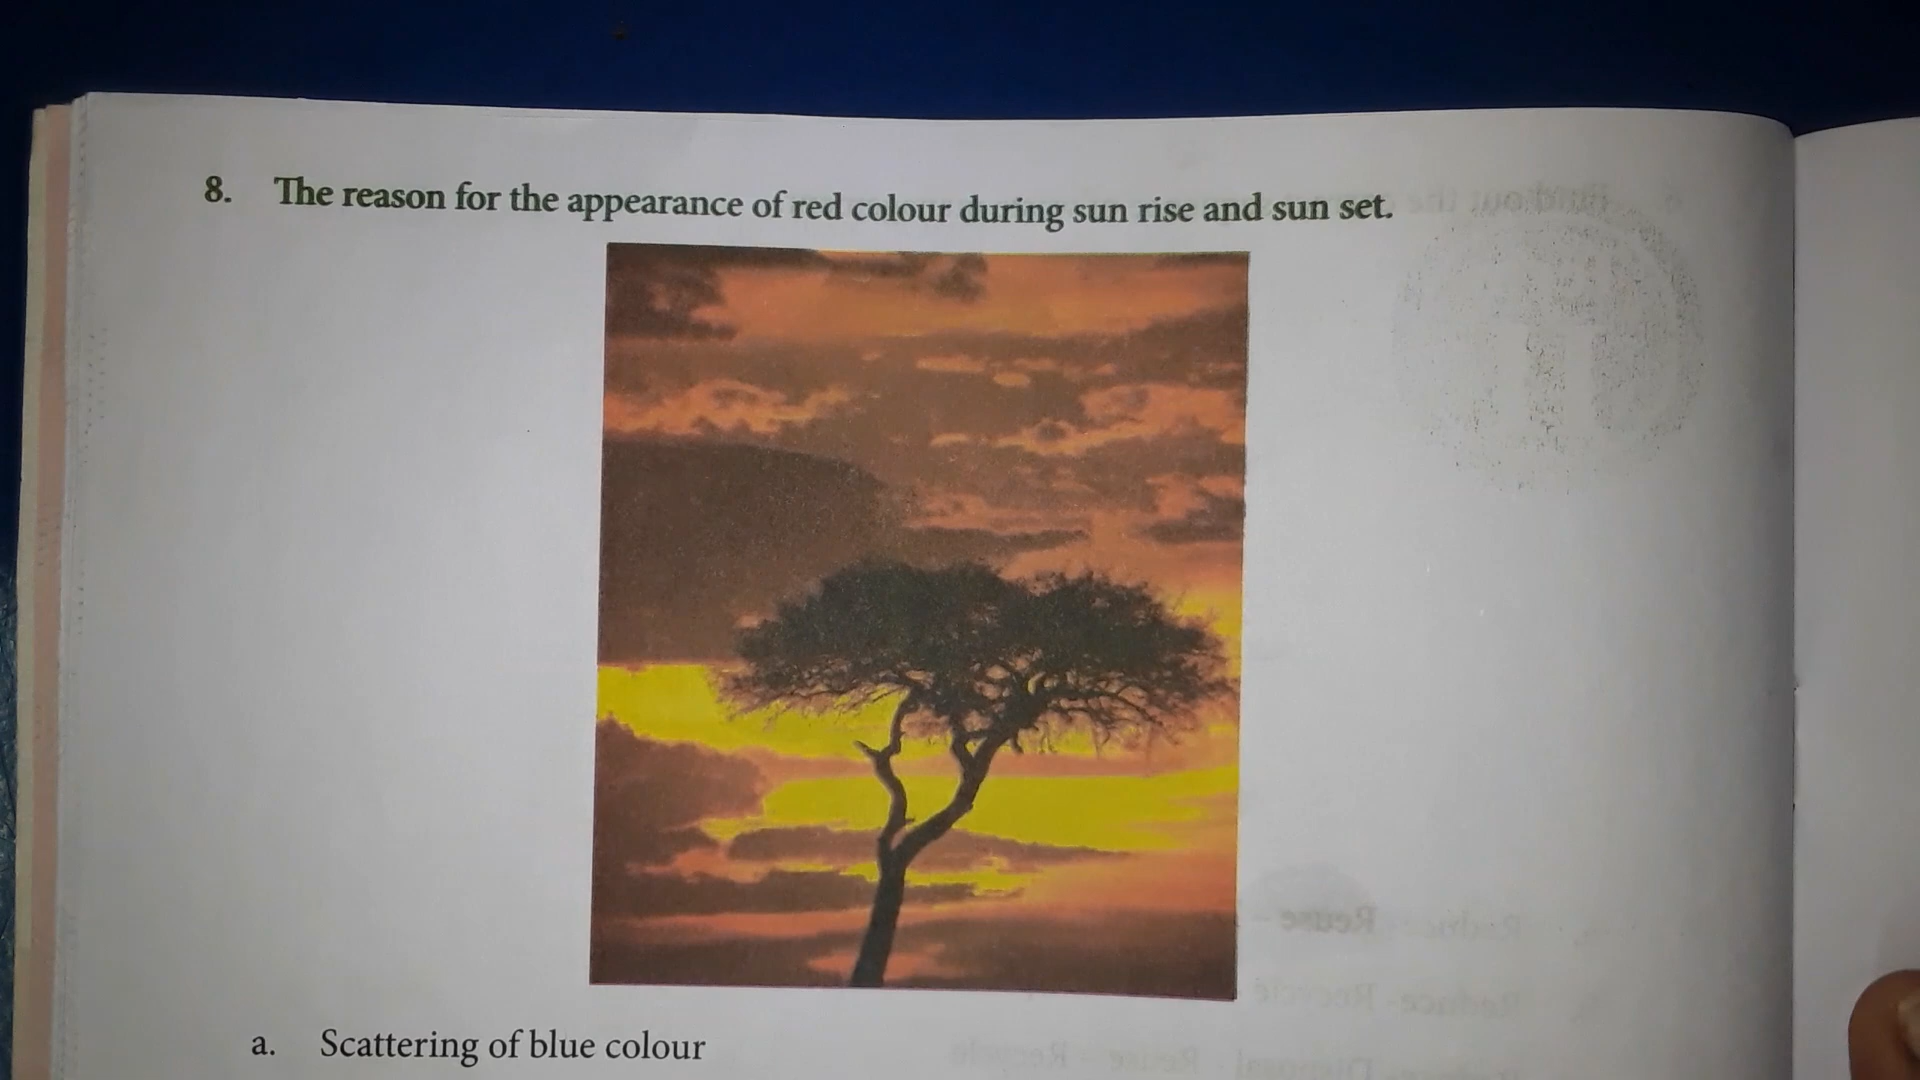 8. The reason for the appearance of red colour during sun rise and sun set.
a. Scattering of blue colour